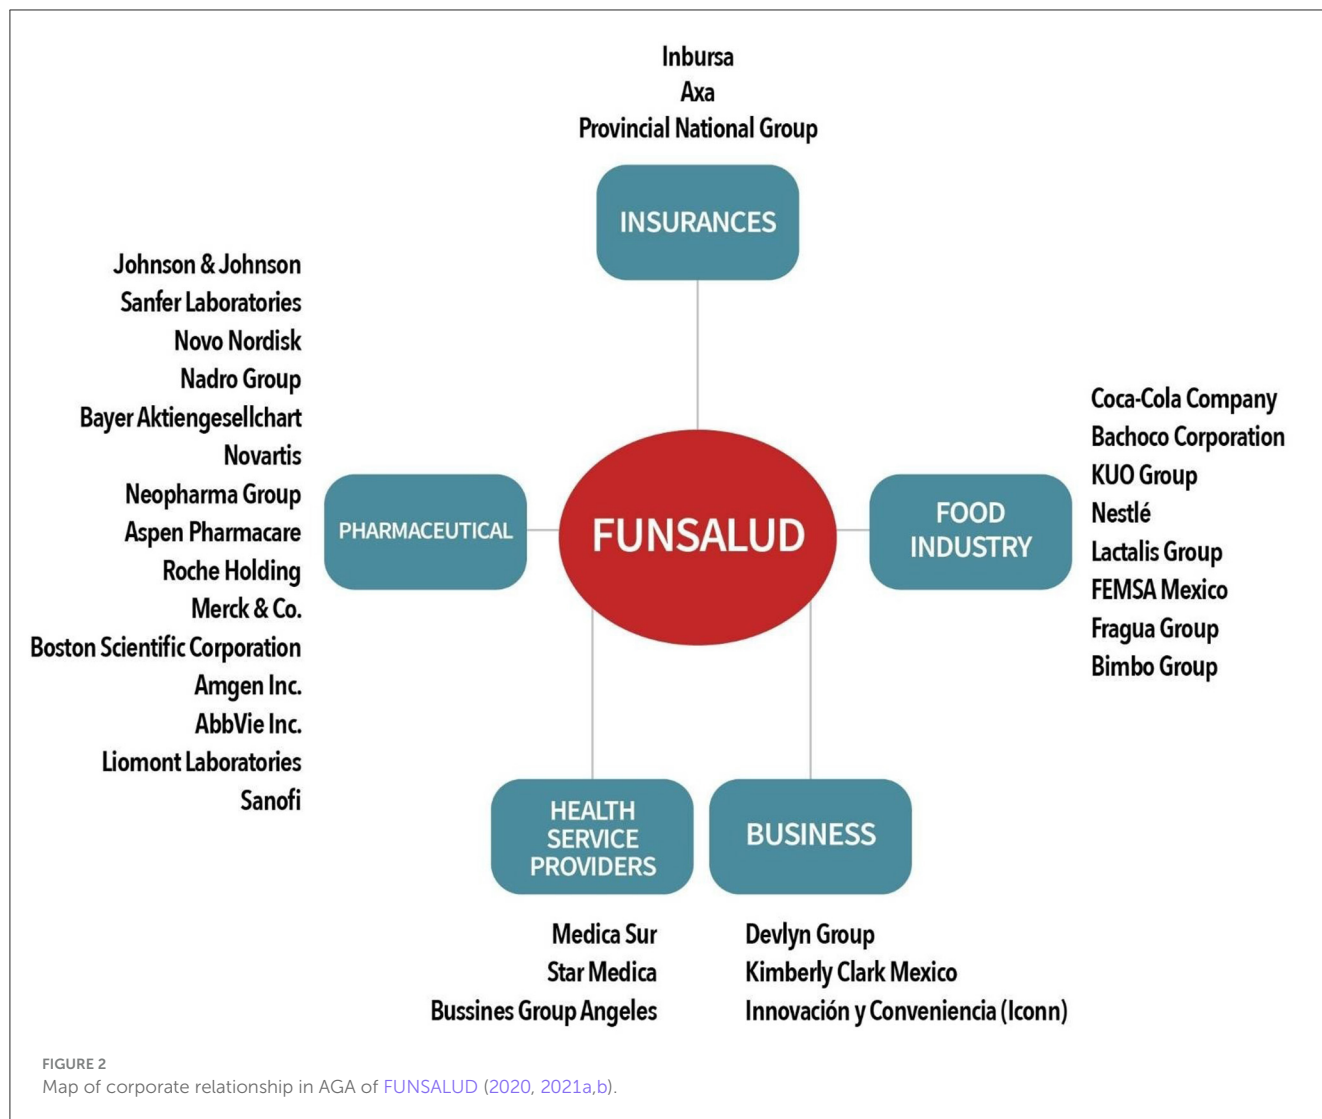 Inbursa
Axa
Provincial National Group
INSURANCES
Johnson & Johnson
Sanfer Laboratories
Novo Nordisk
Nadro Group
Bayer Aktiengesellchart
Novartis
Neopharma Group
Aspen Pharmacare
Roche Holding
Merck & Co.
Boston Scientific Corporation
Amgen Inc.
AbbVie Inc.
Liomont Laboratories
Sanofi
PHARMACEUTICAL
FUNSALUD
FOOD
INDUSTRY
Coca-Cola Company
Bachoco Corporation
KUO Group
Nestlé
Lactalis Group
FEMSA Mexico
Fragua Group
Bimbo Group
HEALTH
SERVICE
PROVIDERS
Medica Sur
Star Medica
Bussines Group Angeles
BUSINESS
Devlyn Group
Kimberly Clark Mexico
Innovación y Conveniencia (Iconn)
FIGURE 2
Map of corporate relationship in AGA of FUNSALUD (2020, 2021a,b).